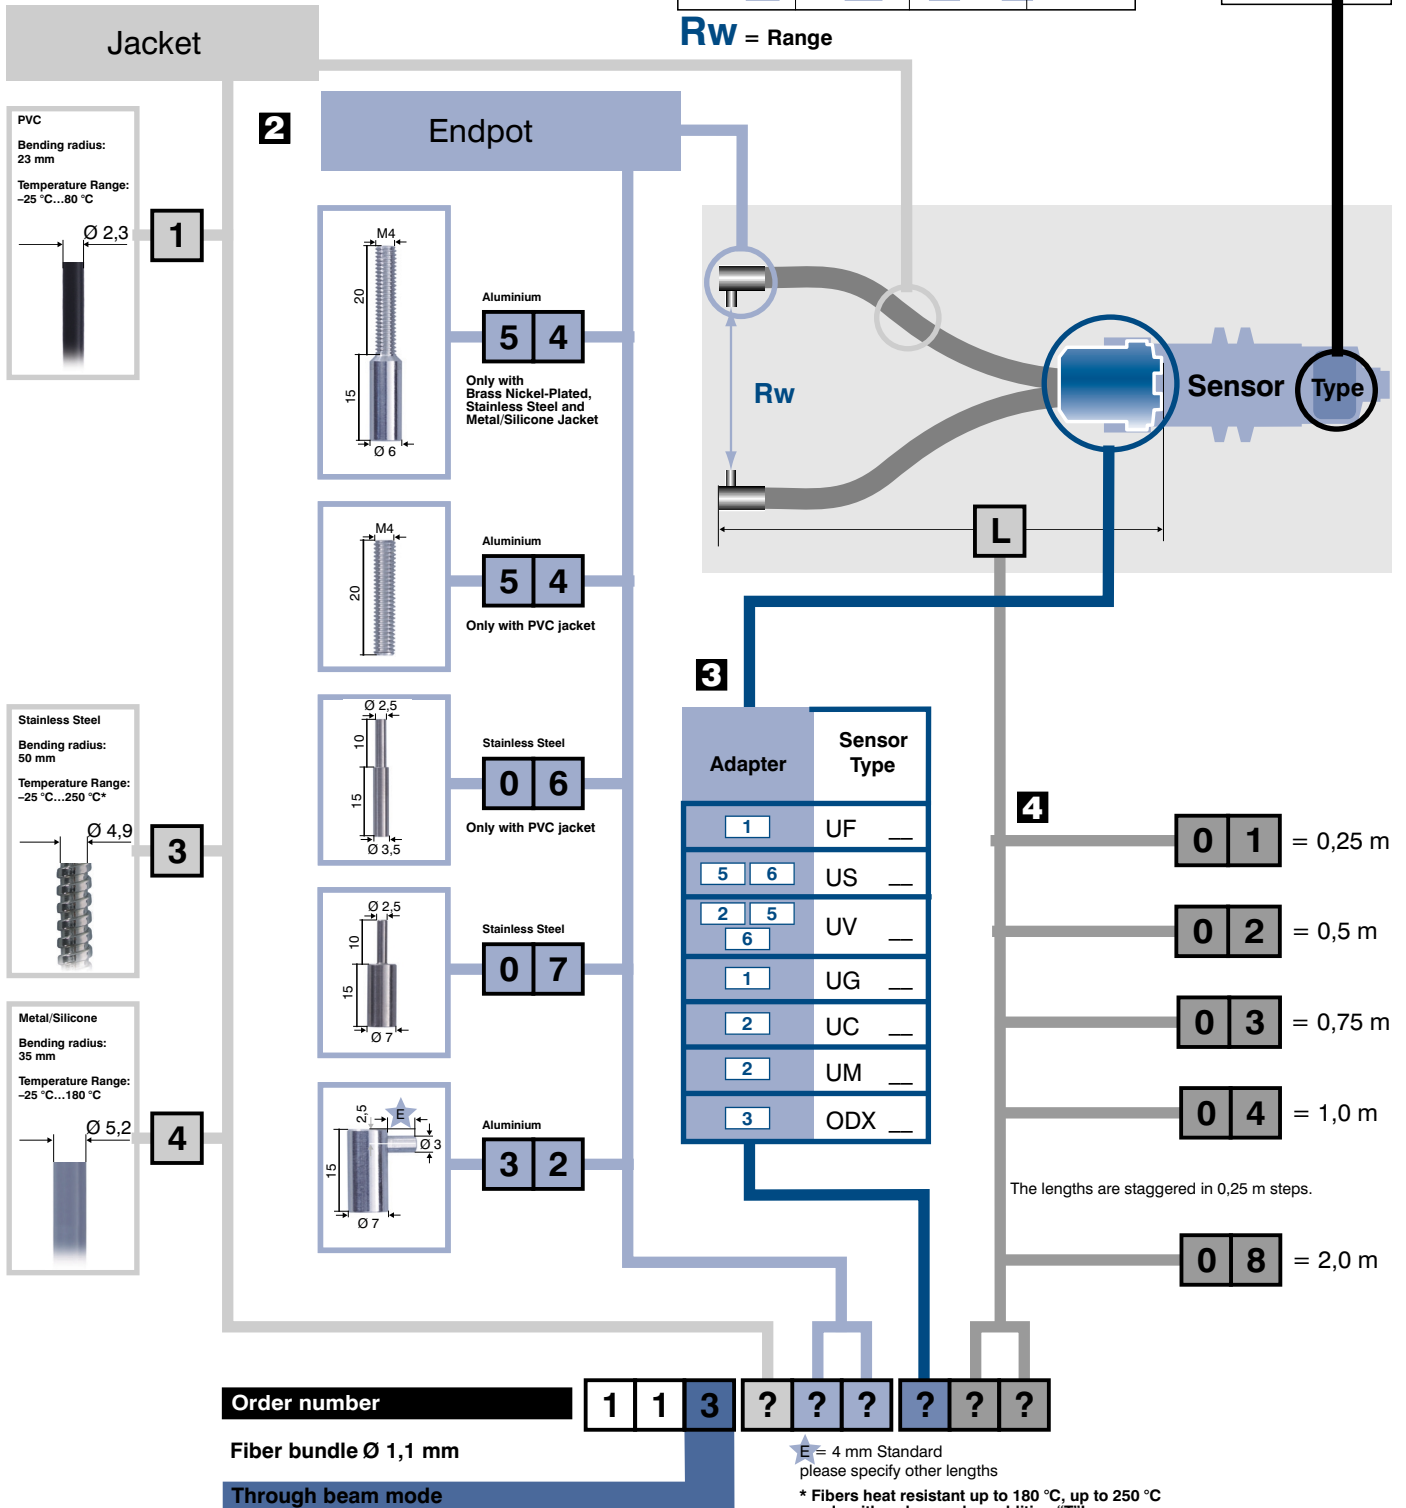 Rw = Range
Jacket
2
Endpot
PVC
Bending radius:
23 mm
Temperature Range:
–25 °C...80 °C
Ø 2,3
1
M4
20
15
Ø 6
Aluminium
5 4
Only with
Brass Nickel-Plated,
Stainless Steel and
Metal/Silicone Jacket
Rw
Sensor
Type
L
M4
20
Aluminium
5 4
Only with PVC jacket
Stainless Steel
Bending radius:
50 mm
Temperature Range:
–25 °C...250 °C*
Ø 4,9
3
Ø 2,5
10
15
Ø 3,5
Stainless Steel
0 6
Only with PVC jacket
Ø 2,5
10
15
Ø 7
Stainless Steel
0 7
Metal/Silicone
Bending radius:
35 mm
Temperature Range:
–25 °C...180 °C
Ø 5,2
4
2,5
E
Ø 3
15
Ø 7
Aluminium
3 2
3
Adapter
Sensor
Type
1 UF __
5 6 US __
2 5
6
UV __
1 UG __
2 UC __
2 UM __
3 ODX __
4
0 1 = 0,25 m
0 2 = 0,5 m
0 3 = 0,75 m
0 4 = 1,0 m
The lengths are staggered in 0,25 m steps.
0 8 = 2,0 m
Order number
1 1 3 ? ? ? ? ? ?
Fiber bundle Ø 1,1 mm
Through beam mode
E = 4 mm Standard
please specify other lengths
* Fibers heat resistant up to 180 °C, up to 250 °C